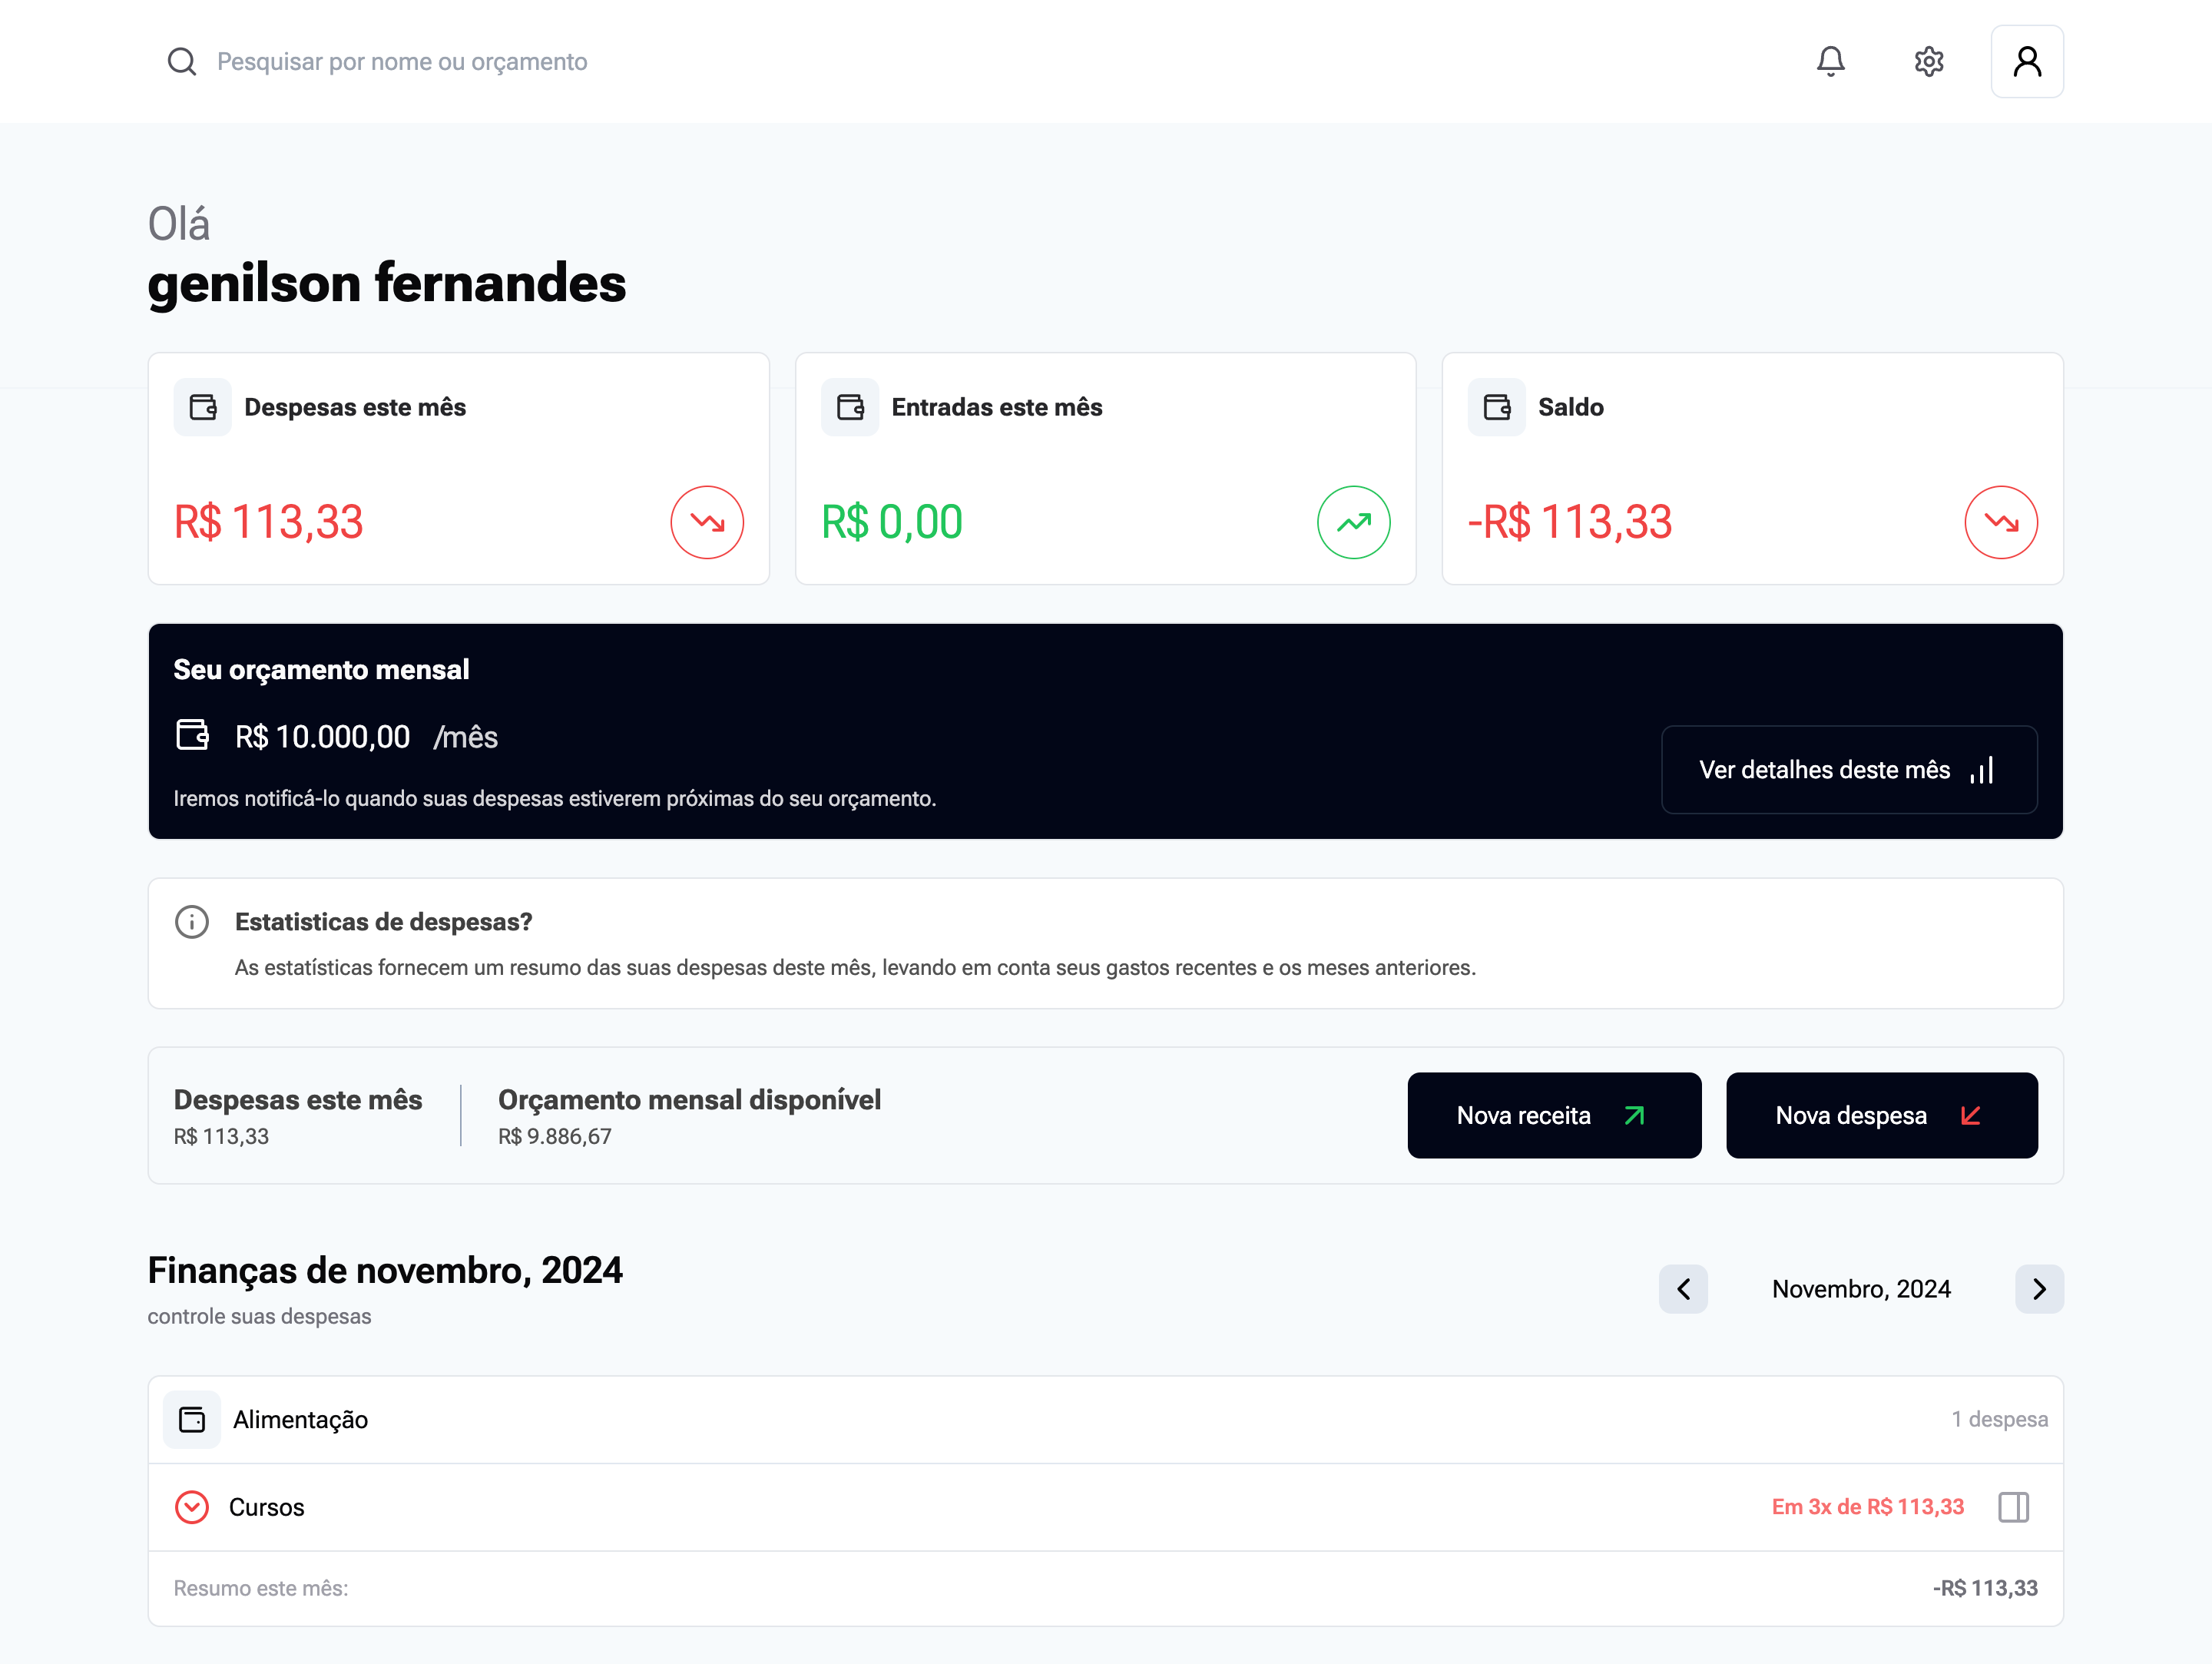 Pesquisar por nome ou orçamento
Olá
genilson fernandes
Despesas este mês
R$ 113,33
Entradas este mês
R$ 0,00
Saldo
-R$ 113,33
Seu orçamento mensal
R$ 10.000,00 /mês
Iremos notificá-lo quando suas despesas estiverem próximas do seu orçamento.
Ver detalhes deste mês
Estatisticas de despesas?
As estatísticas fornecem um resumo das suas despesas deste mês, levando em conta seus gastos recentes e os meses anteriores.
Despesas este mês
R$ 113,33
Orçamento mensal disponível
R$ 9.886,67
Nova receita
Nova despesa
Finanças de novembro, 2024
controle suas despesas
Novembro, 2024
Alimentação
1 despesa
Cursos
Em 3x de R$ 113,33
Resumo este mês:
-R$ 113,33